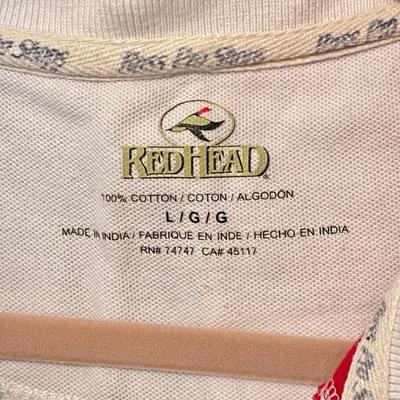 Bass Pro Shops Bass Pro Shops
REDHEAD®
100% COTTON / COTON / ALGODÓN
L / G / G
MADE IN INDIA / FABRIQUE EN INDE / HECHO EN INDIA
RN# 74747 CA# 45117